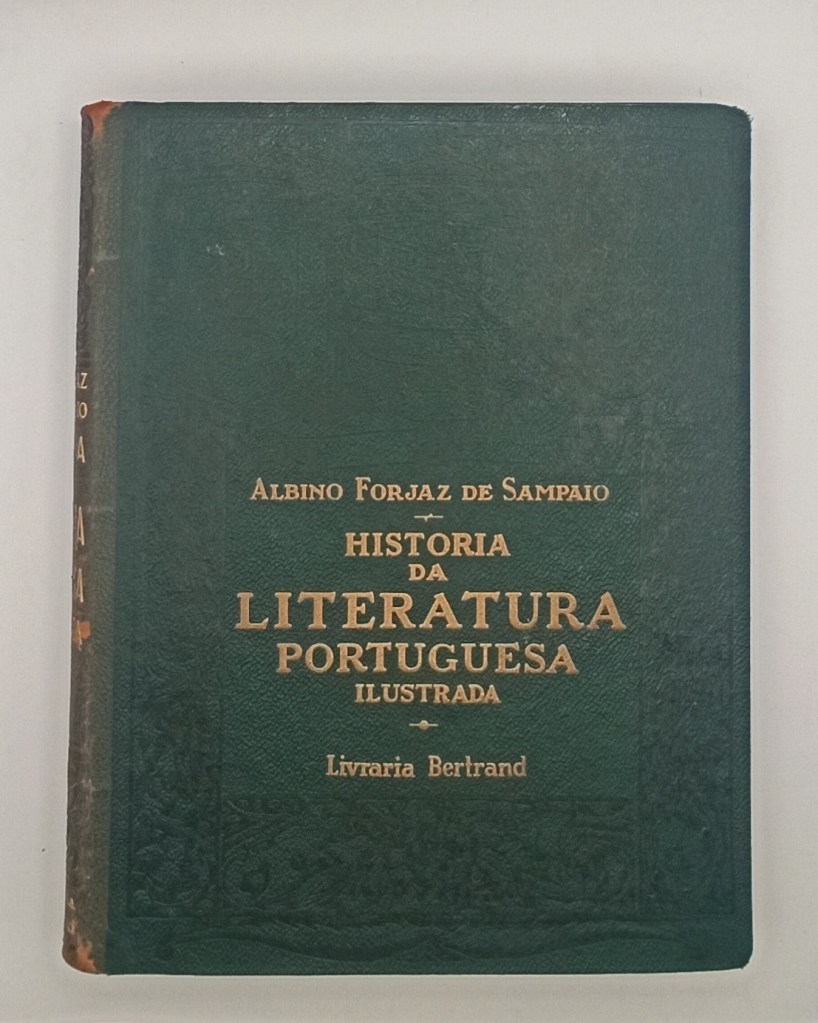 ALBINO FORJAZ DE SAMPAIO
HISTORIA
DA
LITERATURA
PORTUGUESA
ILUSTRADA
Livraria Bertrand